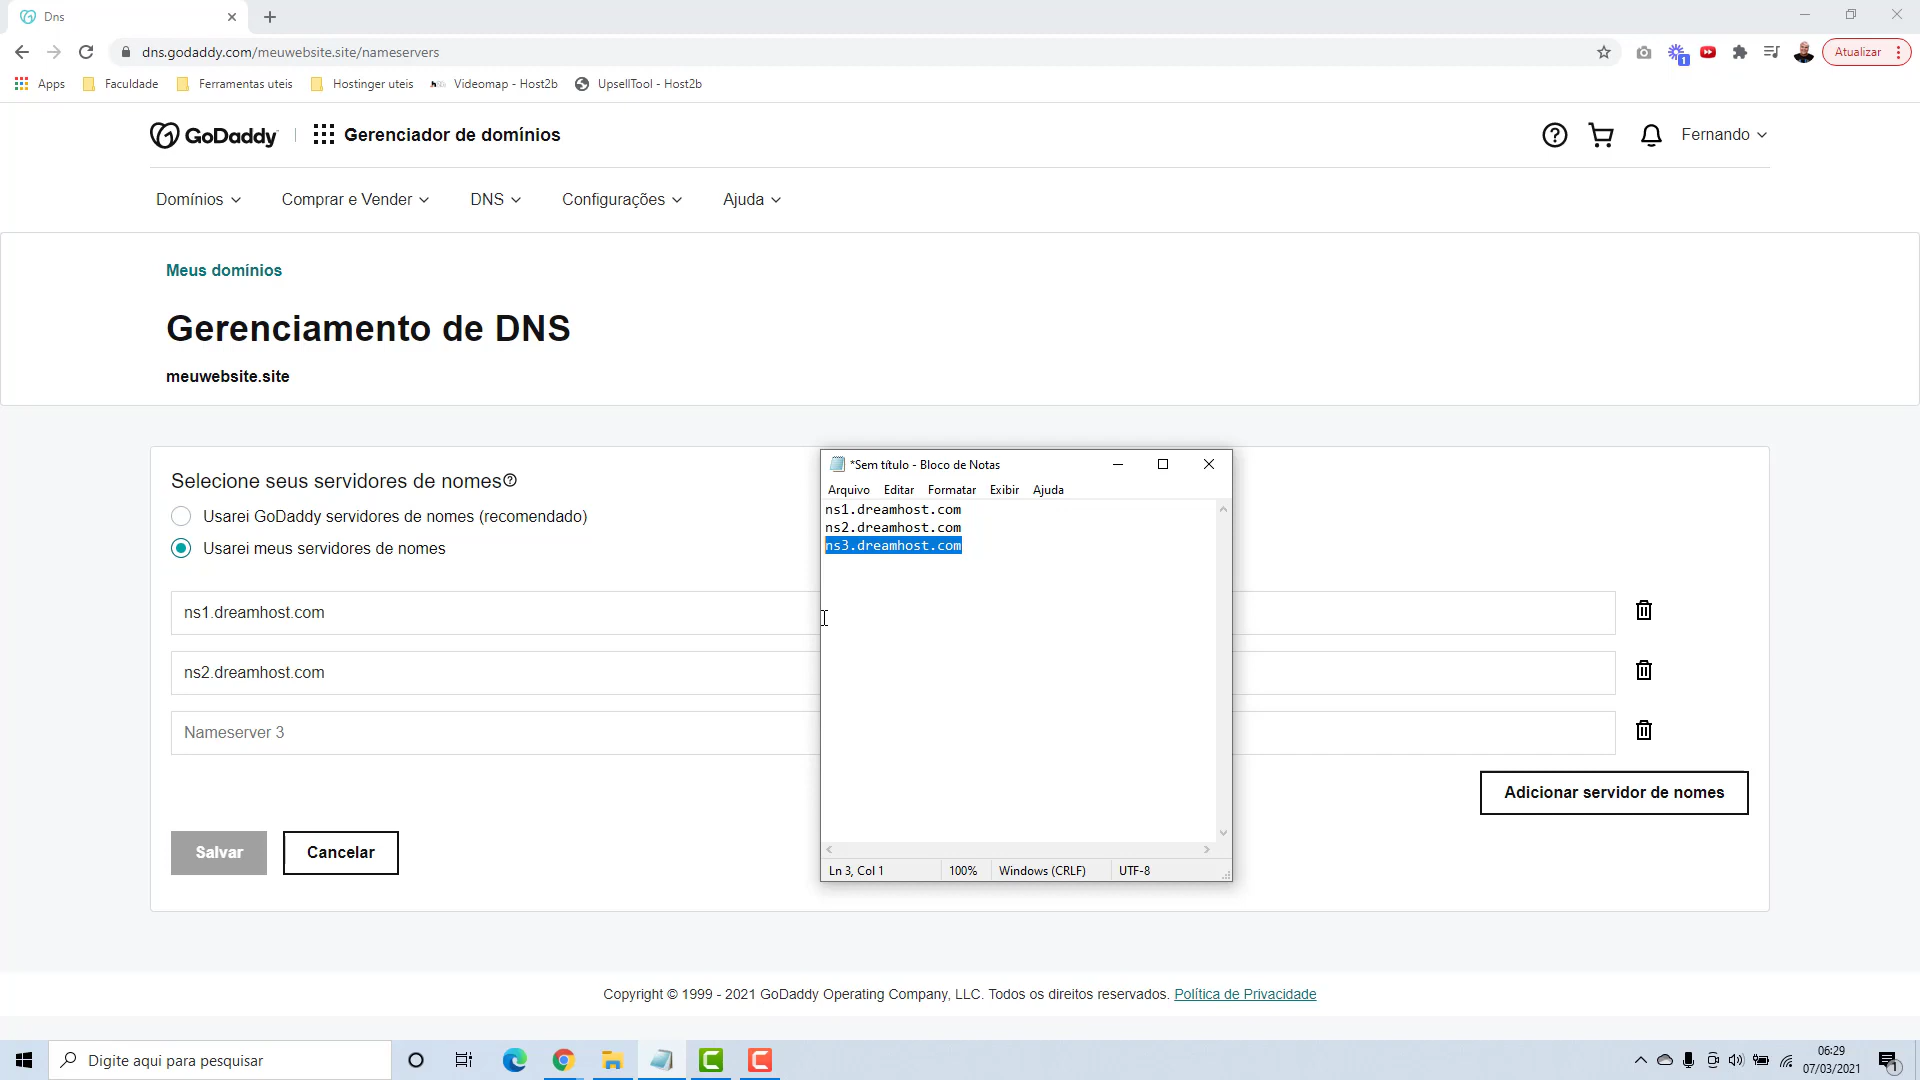 Dns
dns.godaddy.com/meuwebsite.site/nameservers
Atualizar
Apps
Faculdade
Ferramentas uteis
Hostinger uteis
Videomap - Host2b
UpsellTool - Host2b
GoDaddy
Gerenciador de domínios
Fernando
Domínios
Comprar e Vender
DNS
Configurações
Ajuda
Meus domínios
Gerenciamento de DNS
meuwebsite.site
Selecione seus servidores de nomes
Usarei GoDaddy servidores de nomes (recomendado)
Usarei meus servidores de nomes
ns1.dreamhost.com
ns2.dreamhost.com
Nameserver 3
Adicionar servidor de nomes
Salvar
Cancelar
*Sem título - Bloco de Notas
Arquivo Editar Formatar Exibir Ajuda
ns1.dreamhost.com
ns2.dreamhost.com
ns3.dreamhost.com
Ln 3, Col 1
100%
Windows (CRLF)
UTF-8
Copyright © 1999 - 2021 GoDaddy Operating Company, LLC. Todos os direitos reservados. Política de Privacidade
Digite aqui para pesquisar
06:29
07/03/2021